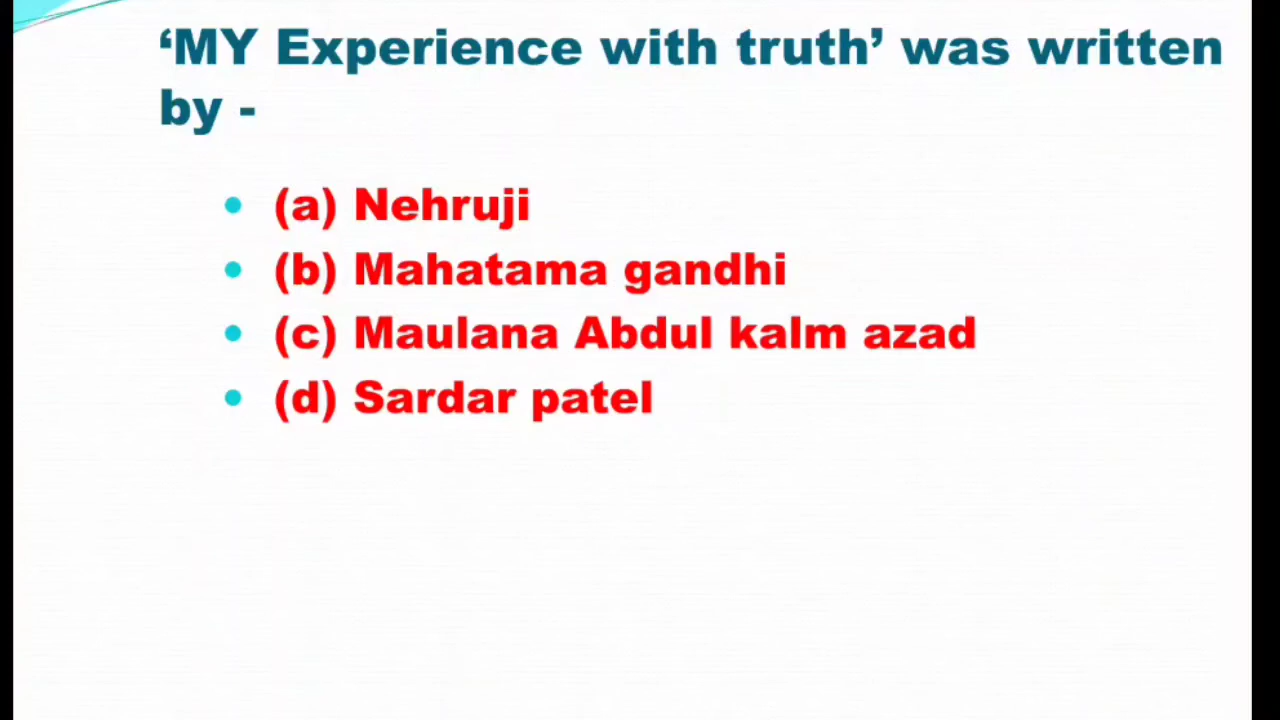 ‘MY Experience with truth’ was written
by -
• (a) Nehruji
• (b) Mahatama gandhi
• (c) Maulana Abdul kalm azad
• (d) Sardar patel